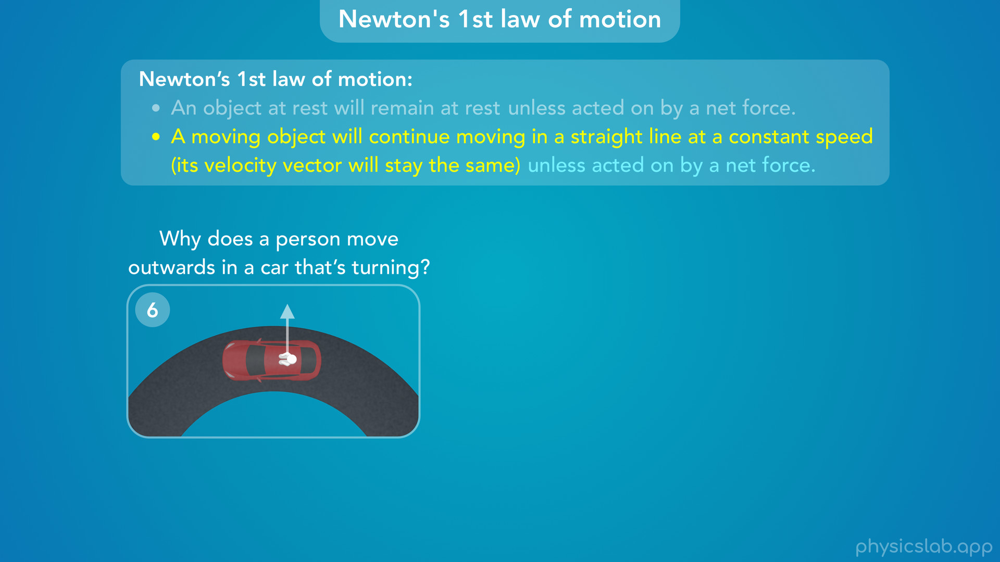 Newton's 1st law of motion
Newton’s 1st law of motion:
• An object at rest will remain at rest unless acted on by a net force.
• A moving object will continue moving in a straight line at a constant speed
(its velocity vector will stay the same) unless acted on by a net force.
Why does a person move
outwards in a car that’s turning?
6
physicslab.app